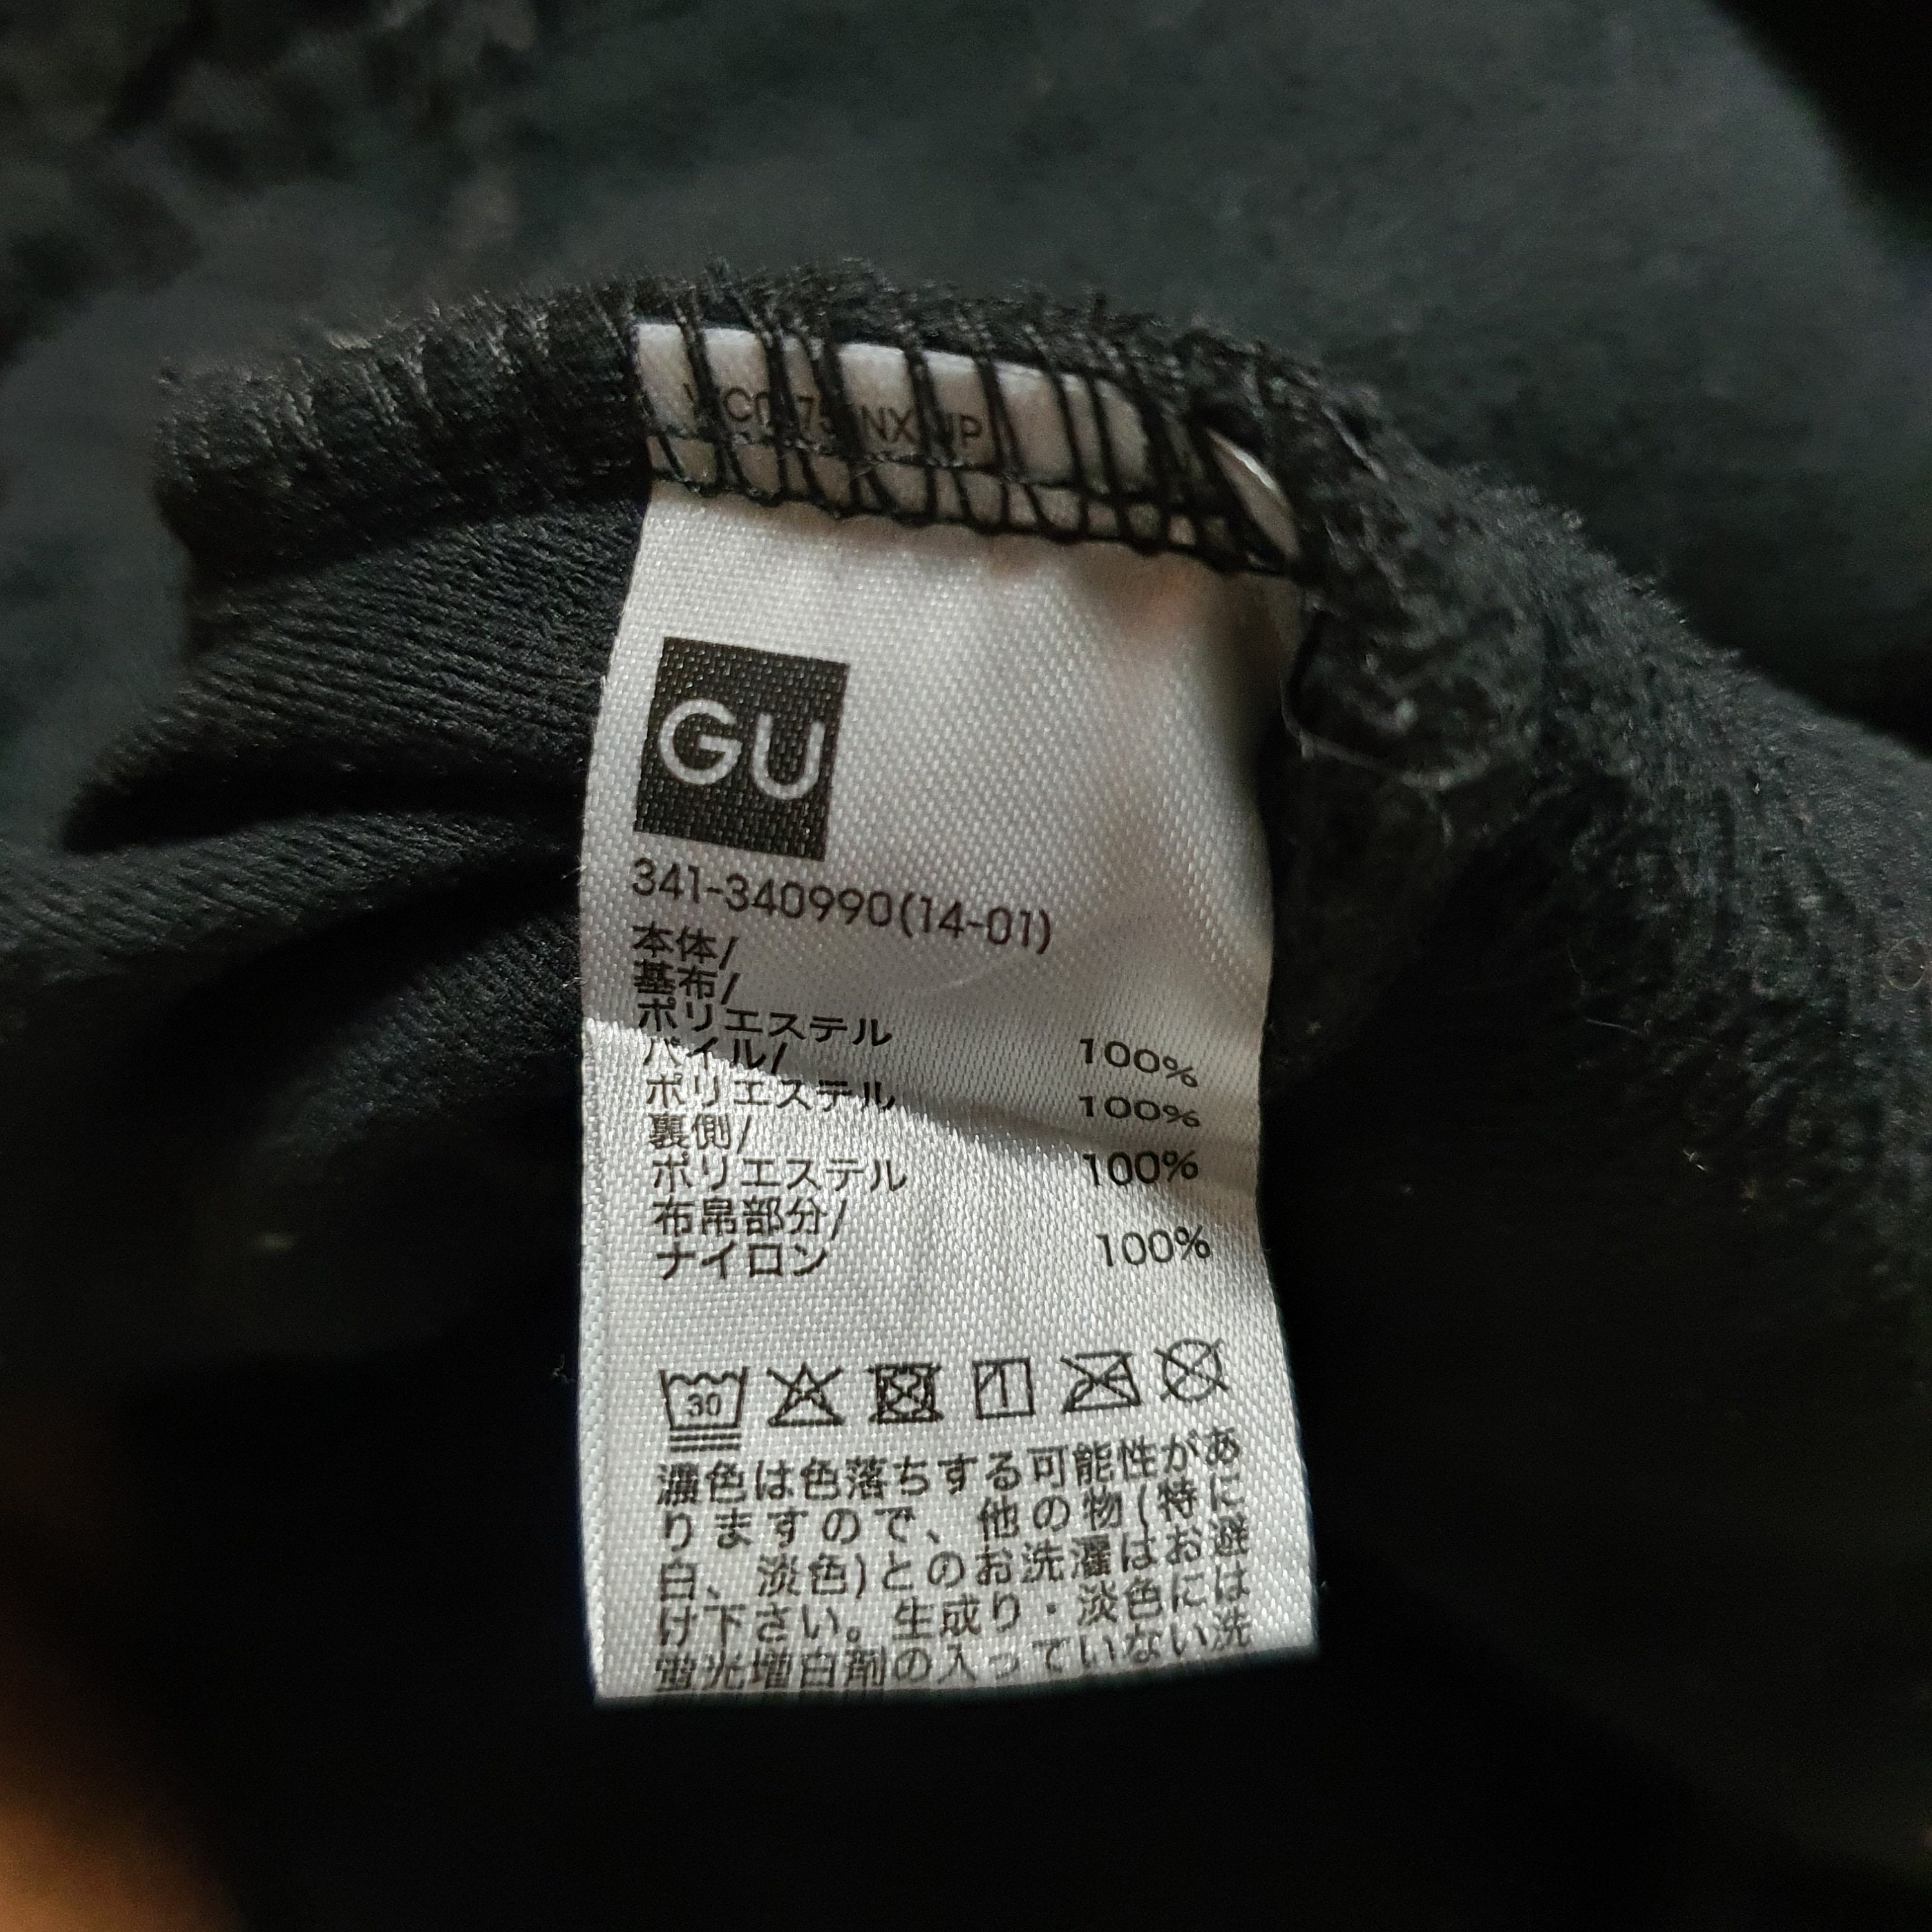 GU
341-340990(14-01)
本体/
基布/
ポリエステル 100%
パイル/
ポリエステル 100%
裏側/
ポリエステル 100%
布帛部分/
ナイロン 100%
30
濃色は色落ちする可能性があ
りますので、他の物(特に
白、淡色)とのお洗濯はお避
け下さい。生成り・淡色には
蛍光増白剤の入っていない洗